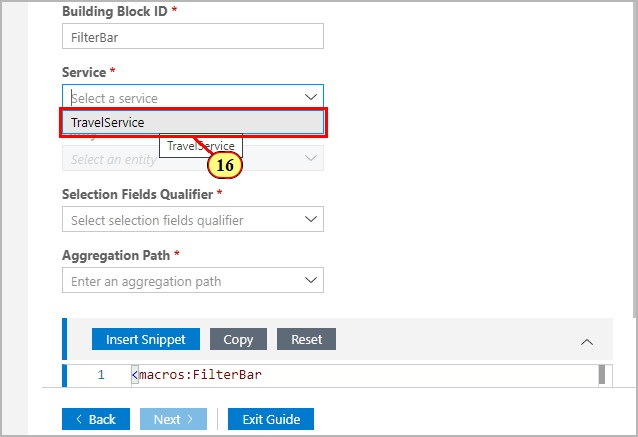 Building Block ID
FilterBar
Service *
Select a service
TravelService
TravelService
16
Select an entity
Selection Fields Qualifier *
Select selection fields qualifier
Aggregation Path *
Enter an aggregation path
Insert Snippet Copy Reset
1 <macros:FilterBar
< Back Next > Exit Guide